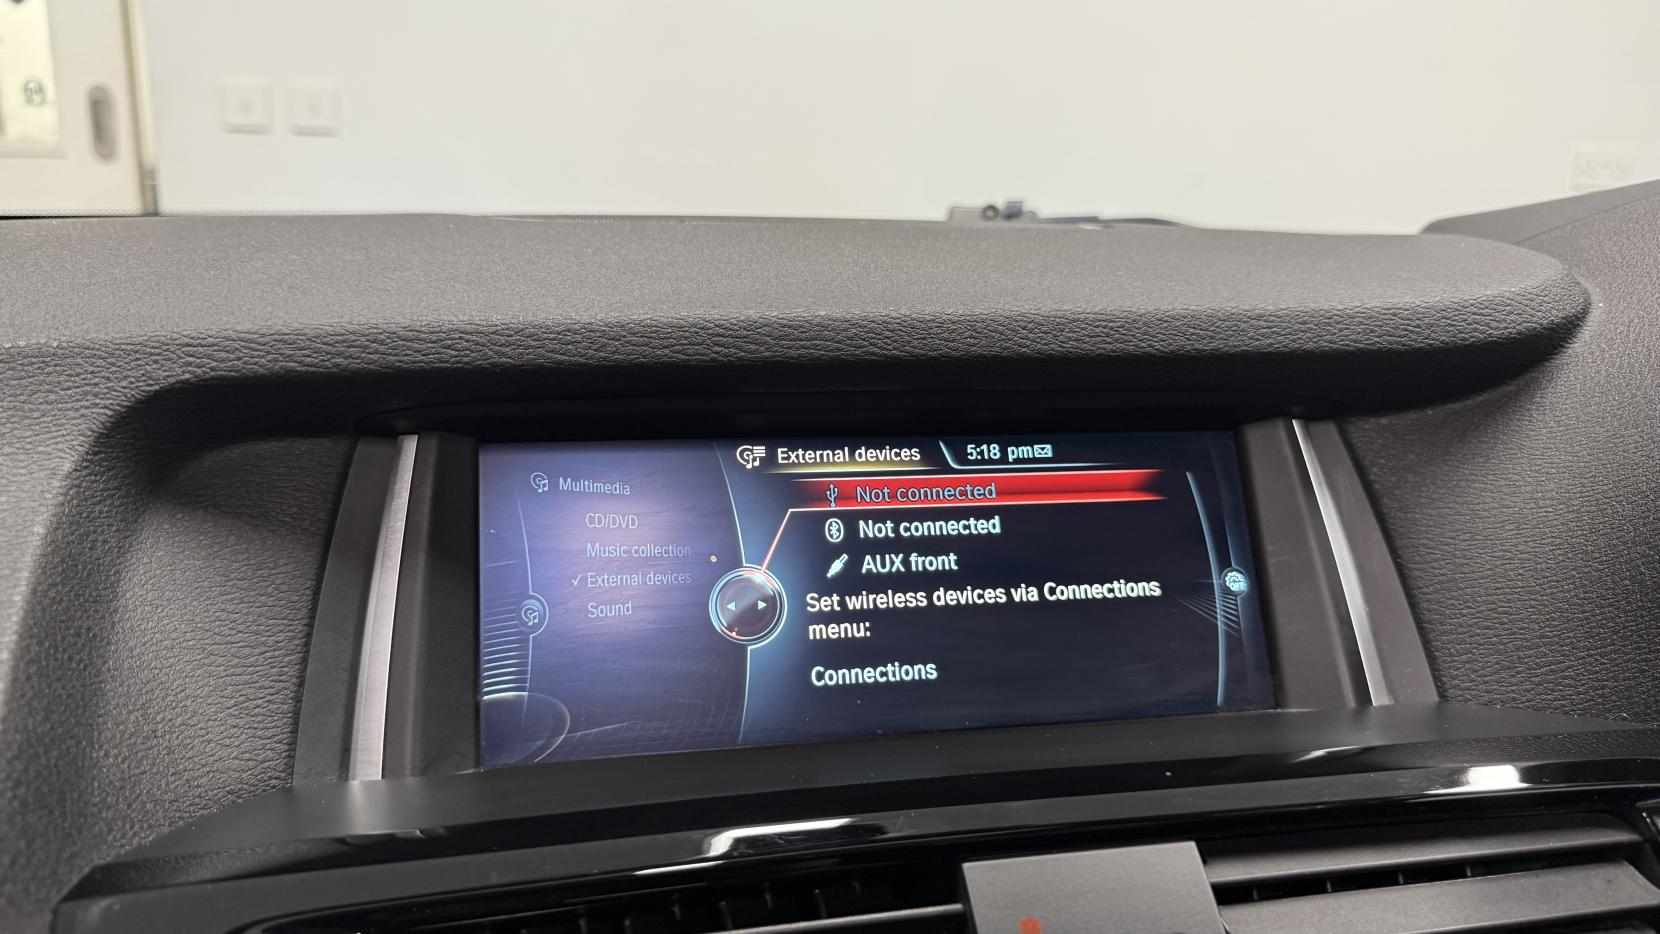 External devices
5:18 pm
Multimedia
CD/DVD
Music collection
✓ External devices
Sound
Not connected
Not connected
AUX front
Set wireless devices via Connections
menu:
Connections
OPT